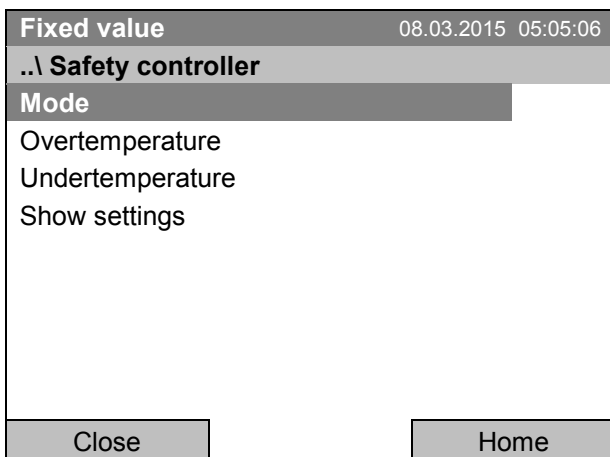 Fixed value 08.03.2015 05:05:06
..\ Safety controller
Mode
Overtemperature
Undertemperature
Show settings
Close Home